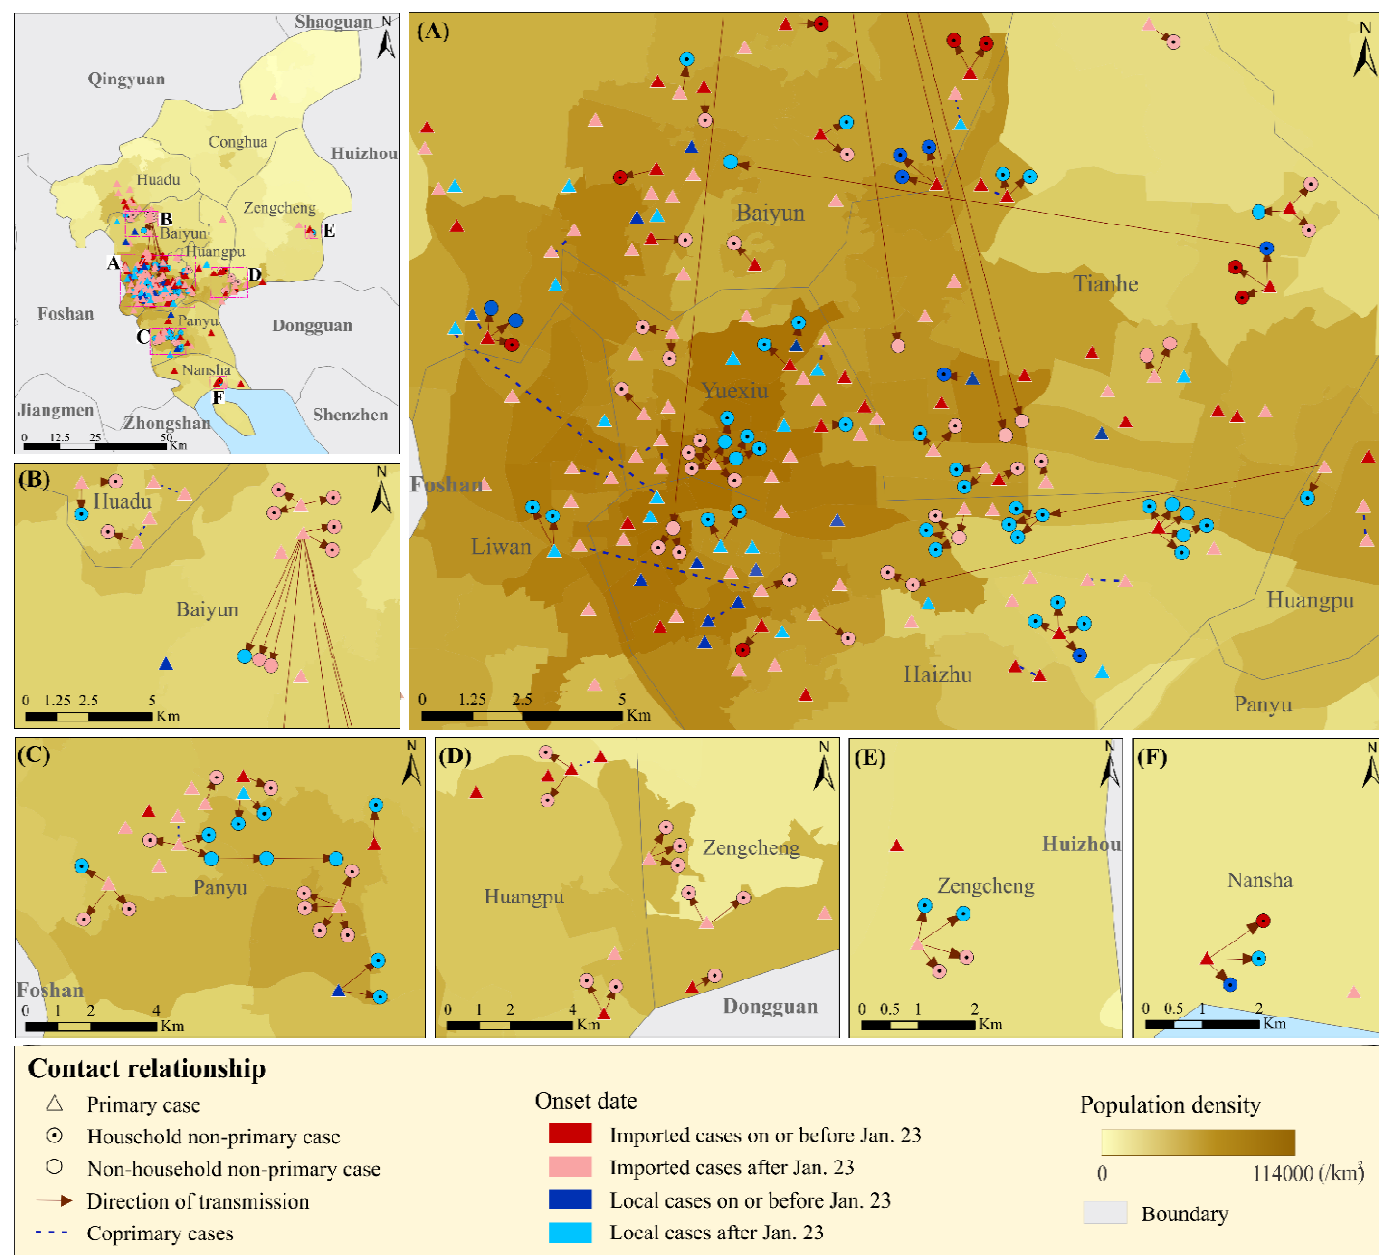 Shaoguan
N
Qingyuan
Conghua
Huizhou
Huadu
Zengcheng
B
E
Baiyun
Huangpu
A
D
Foshan
Panyu
Dongguan
C
Nansha
F
Jiangmen
Zhongshan
Shenzhen
0 12.5 25 50
Km
(A)
N
Baiyun
Tianhe
Yuexiu
Foshan
Liwan
Huangpu
Haizhu
Panyu
0 1.25 2.5 5
Km
(B)
N
Huadu
Baiyun
0 1.25 2.5 5
Km
(C)
N
Panyu
Foshan
0 1 2 4
Km
(D)
N
Zengcheng
Huangpu
Dongguan
0 1 2 4
Km
(E)
N
Huizhou
Zengcheng
0 0.5 1 2
Km
(F)
N
Nansha
0 0.5 1 2
Km
Contact relationship
Primary case
Household non-primary case
Non-household non-primary case
Direction of transmission
Coprimary cases
Onset date
Imported cases on or before Jan. 23
Imported cases after Jan. 23
Local cases on or before Jan. 23
Local cases after Jan. 23
Population density
0 114000 (/km²)
Boundary